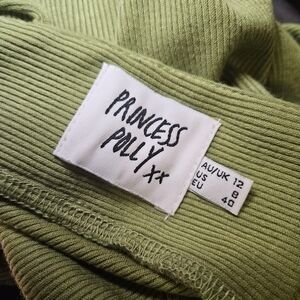 PRINCESS
POLLY xx
AU/UK 12
US 8
EU 40